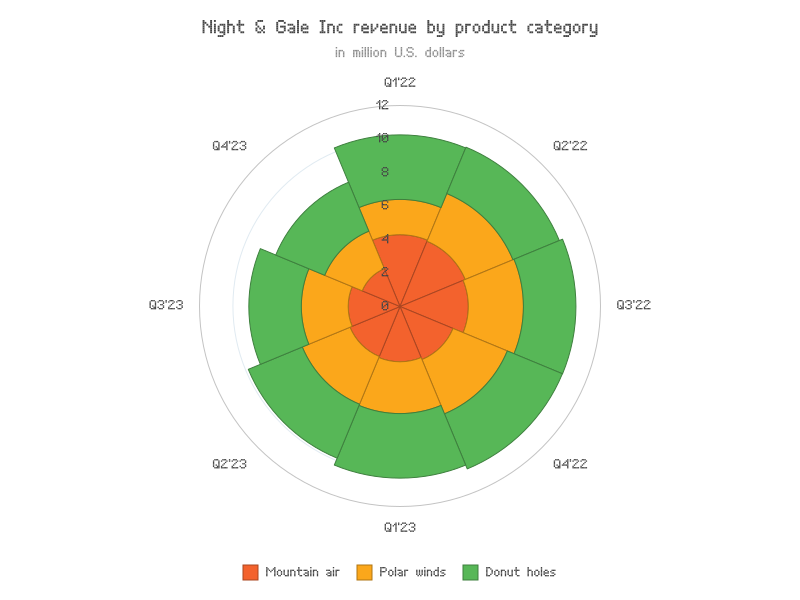 Night & Gale Inc revenue by product category
in million U.S. dollars
Q1'22
12
Q4'23
10
Q2'22
8
6
4
2
Q3'23
0
Q3'22
Q2'23
Q4'22
Q1'23
Mountain air Polar winds Donut holes